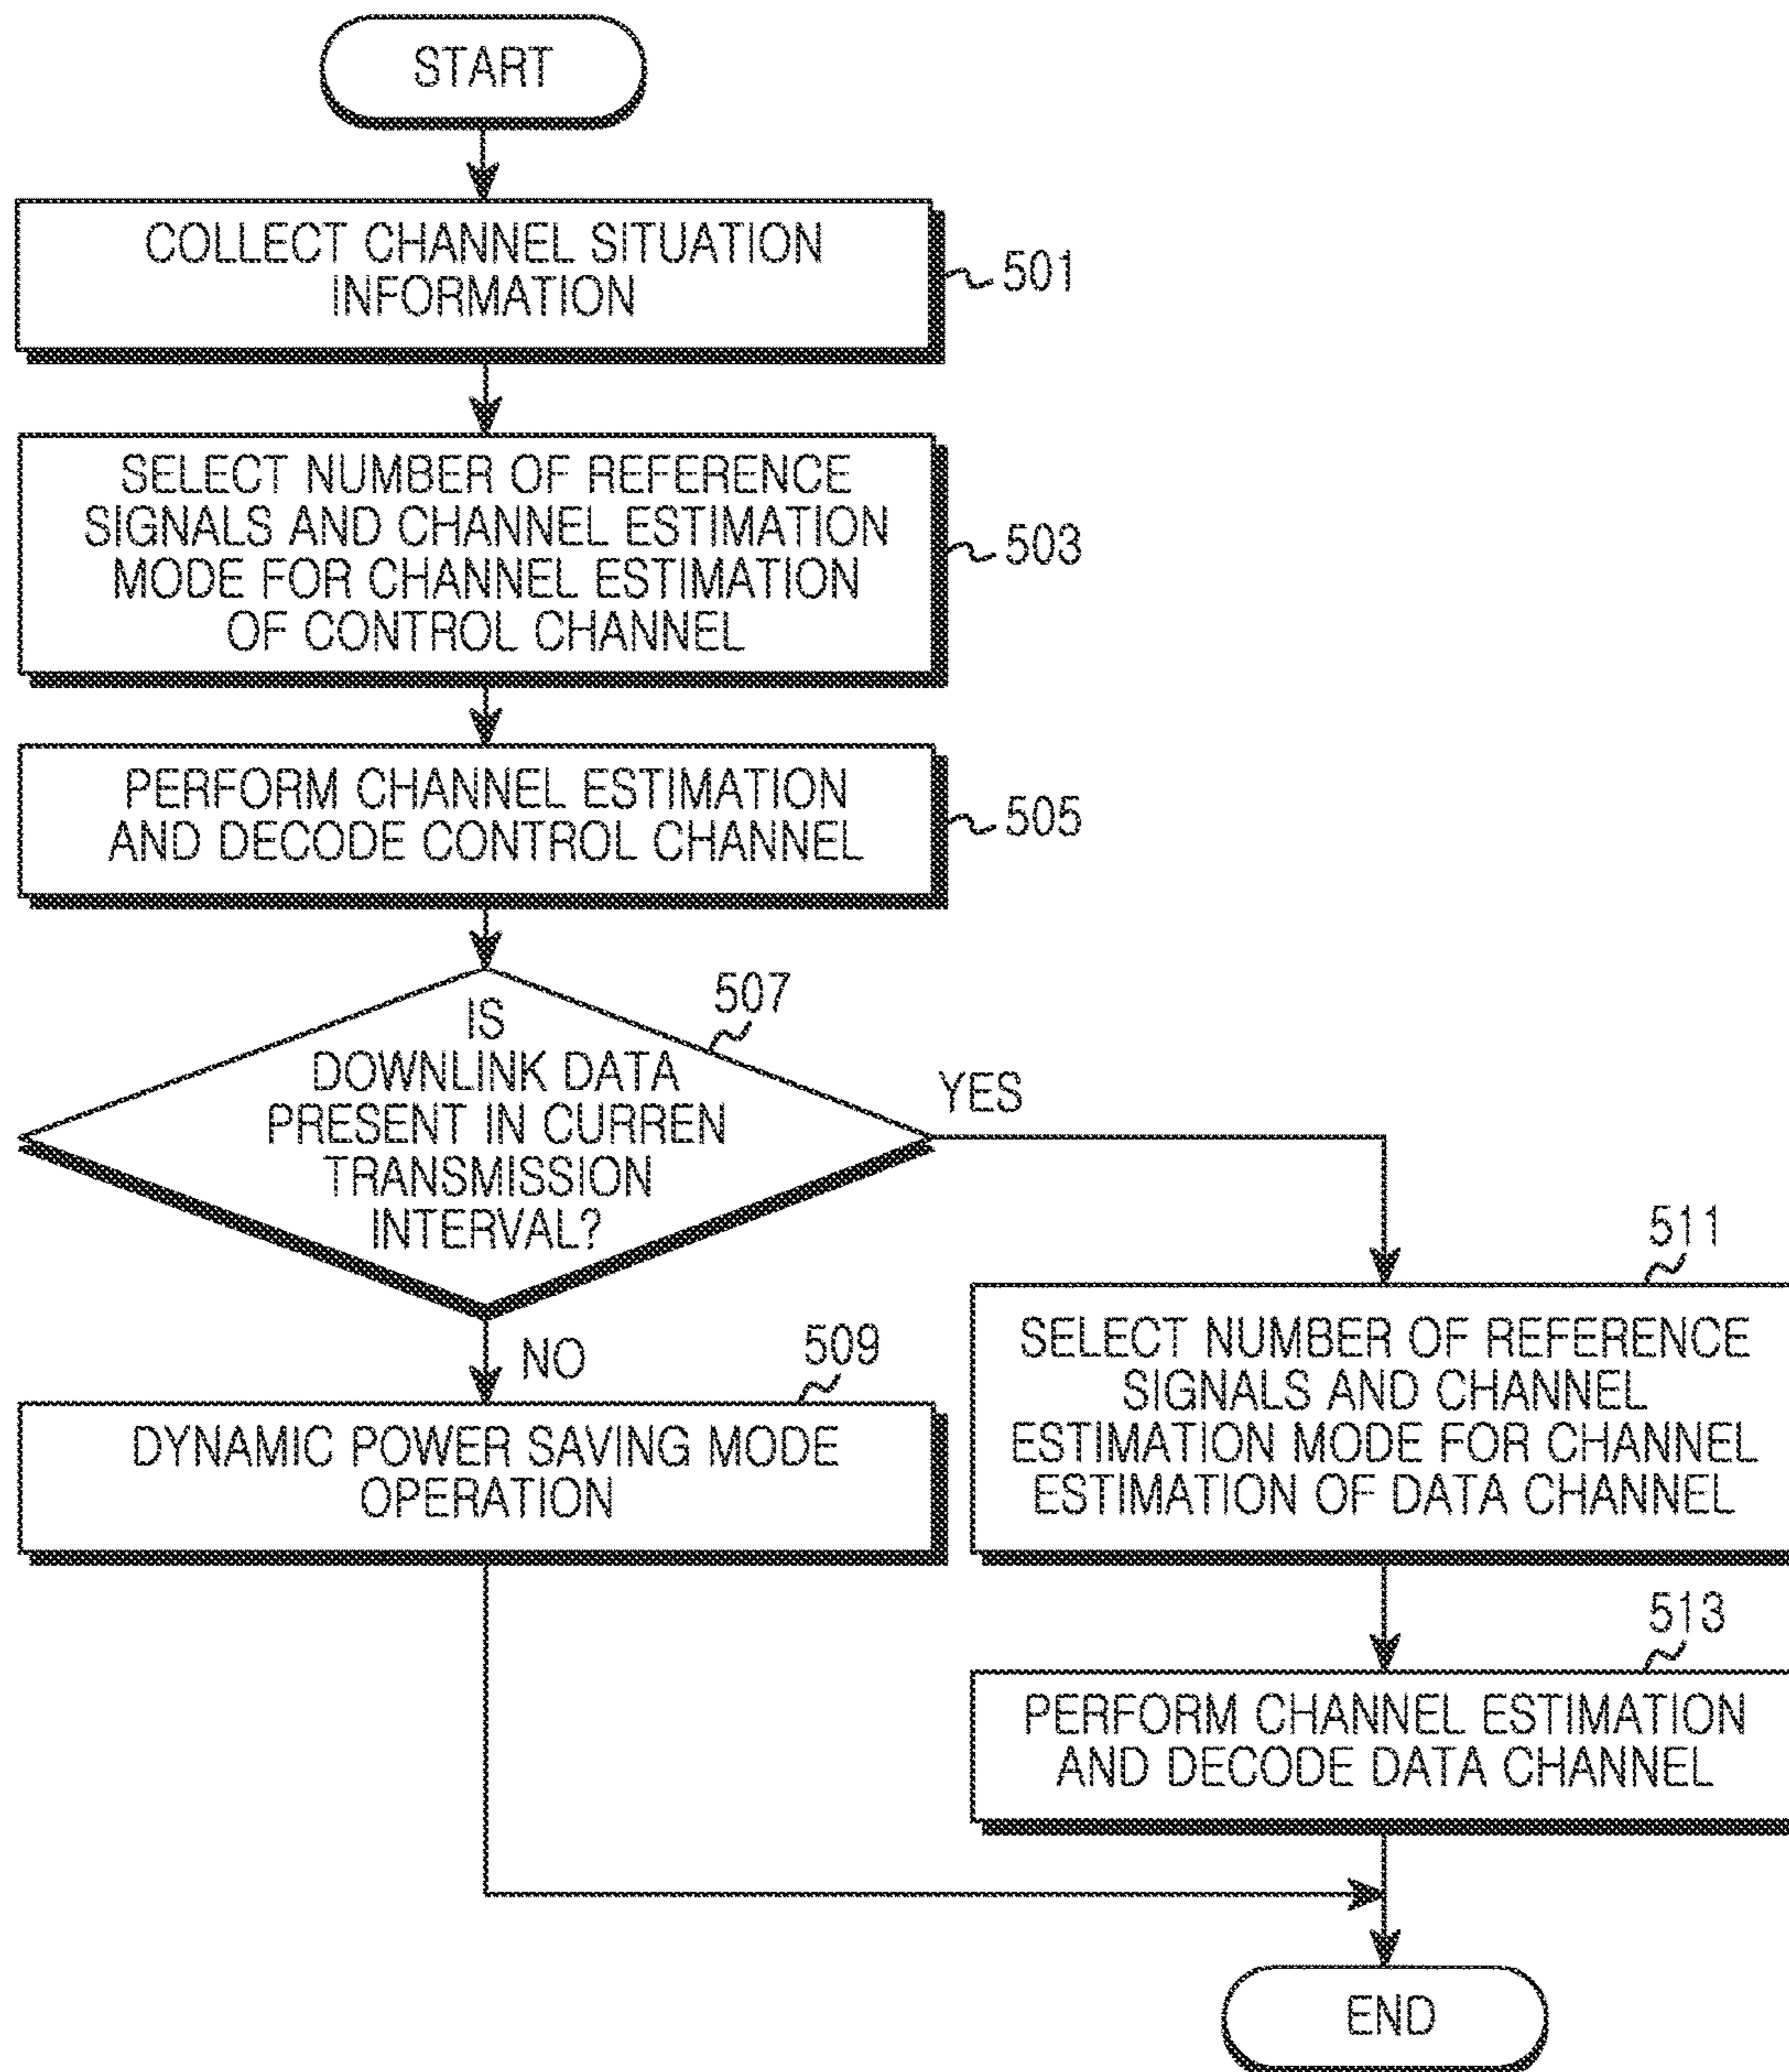 START
COLLECT CHANNEL SITUATION
INFORMATION
501
SELECT NUMBER OF REFERENCE
SIGNALS AND CHANNEL ESTIMATION
MODE FOR CHANNEL ESTIMATION
OF CONTROL CHANNEL
503
PERFORM CHANNEL ESTIMATION
AND DECODE CONTROL CHANNEL
505
507
IS
DOWNLINK DATA
PRESENT IN CURREN
TRANSMISSION
INTERVAL?
YES
NO
509
DYNAMIC POWER SAVING MODE
OPERATION
511
SELECT NUMBER OF REFERENCE
SIGNALS AND CHANNEL
ESTIMATION MODE FOR CHANNEL
ESTIMATION OF DATA CHANNEL
513
PERFORM CHANNEL ESTIMATION
AND DECODE DATA CHANNEL
END